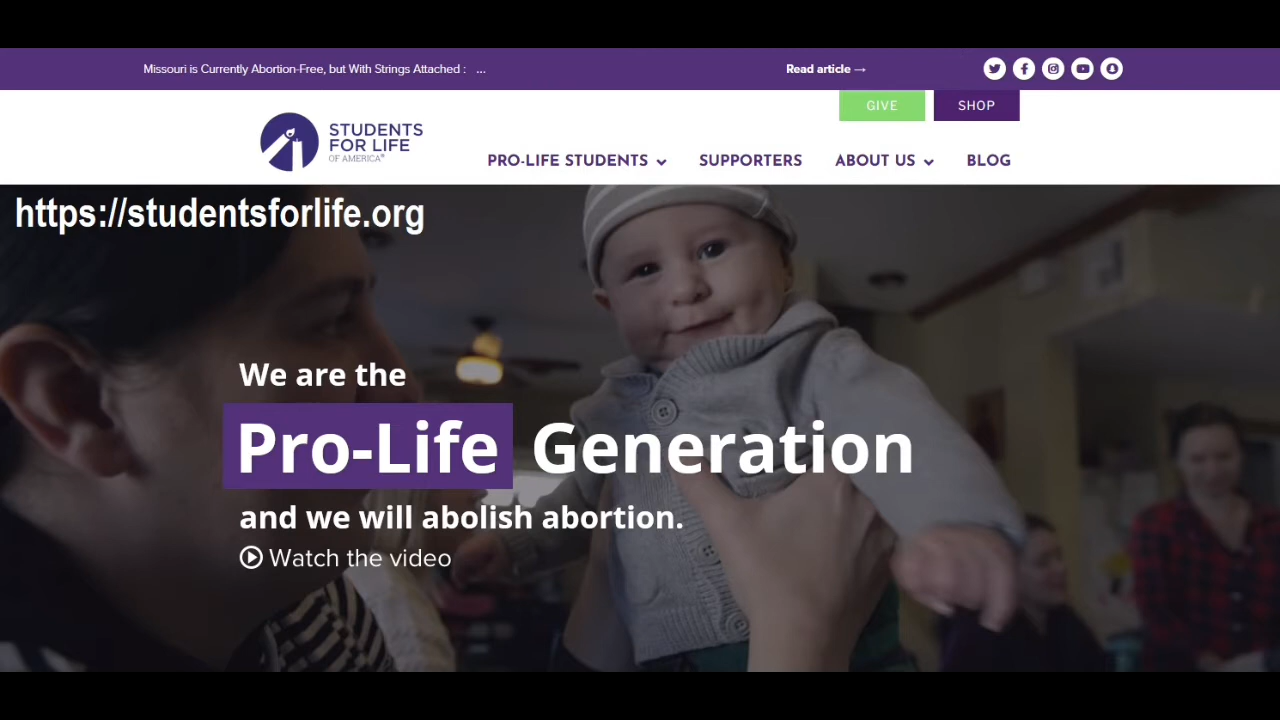 Missouri is Currently Abortion-Free, but With Strings Attached : ...
Read article →
GIVE
SHOP
STUDENTS
FOR LIFE
OF AMERICA®
PRO-LIFE STUDENTS
SUPPORTERS
ABOUT US
BLOG
https://studentsforlife.org
We are the
Pro-Life Generation
and we will abolish abortion.
Watch the video